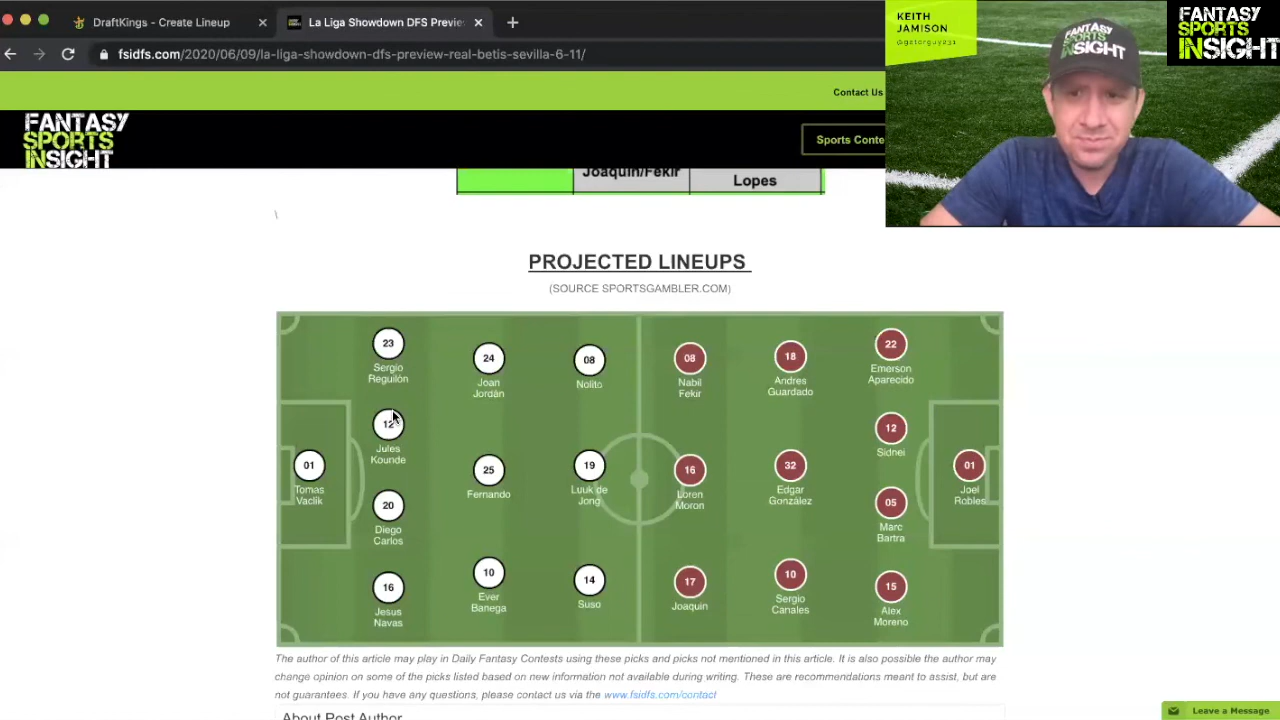 DraftKings - Create Lineup
La Liga Showdown DFS Previe
KEITH
JAMISON
@gatorguy231
FANTASY
SPORTS
INSIGHT
FANTASY
SPORTS
INSIGHT
liga-showdown-dfs-preview-real-betis-v-sevilla-6-11/
Contact Us
FANTASY
SPORTS
INSIGHT
Sports Conte
Joaquin/Fekir
Lopes
\
PROJECTED LINEUPS
(SOURCE SPORTSGAMBLER.COM)
23
Sergio
Reguilón
24
Joan
Jordán
08
Nolito
08
Nabil
Fekir
18
Andres
Guardado
22
Emerson
Aparecido
12
Jules
Kounde
12
Sidnei
01
Tomas
Vaclik
25
Fernando
19
Luuk de
Jong
16
Loren
Moron
32
Edgar
González
01
Joel
Robles
20
Diego
Carlos
05
Marc
Bartra
16
Jesus
Navas
10
Ever
Banega
14
Suso
17
Joaquin
10
Sergio
Canales
15
Alex
Moreno
The author of this article may play in Daily Fantasy Contests using these picks and picks not mentioned in this article. It is also possible the author may
change opinion on some of the picks listed based on new information not available during writing. These are recommendations meant to assist, but are
not guarantees. If you have any questions, please contact us via the www.fsidfs.com/contact
About Post Author
Leave a Message